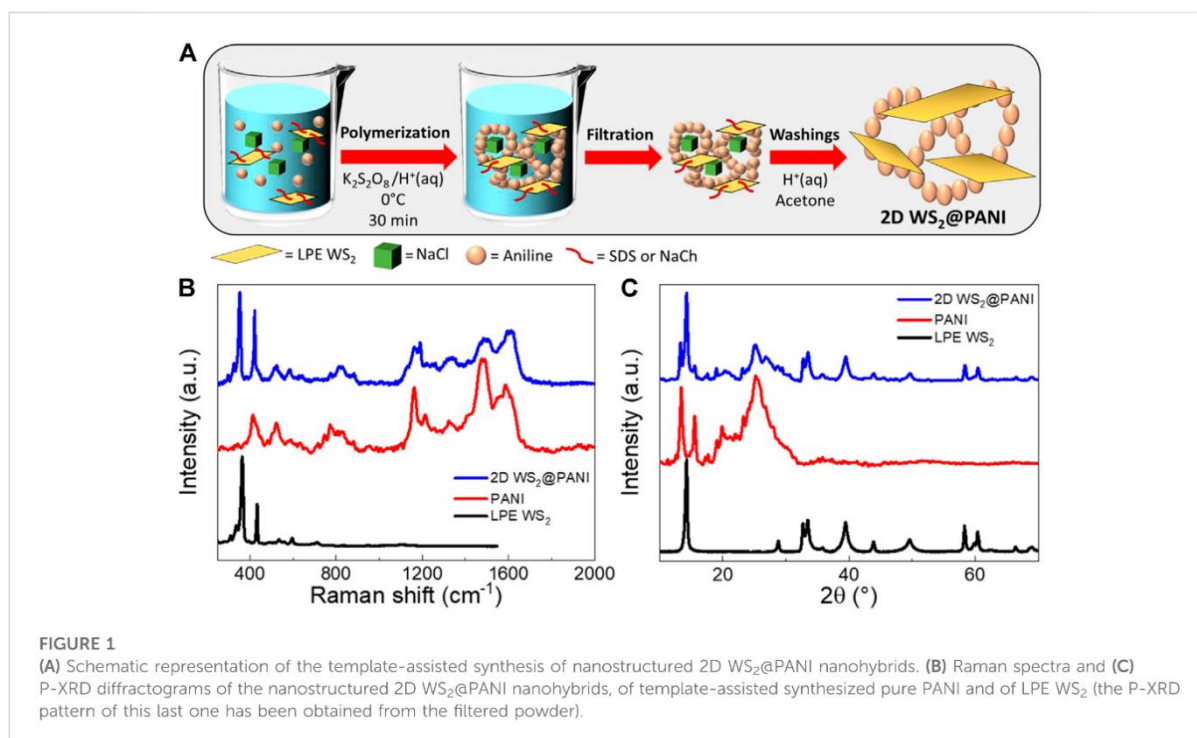 A
Polymerization
K₂S₂O₈/H⁺(aq)
0°C
30 min
Filtration
Washings
H⁺(aq)
Acetone
2D WS₂@PANI
= LPE WS₂ = NaCl = Aniline = SDS or NaCh
B
Intensity (a.u.)
2D WS₂@PANI
PANI
LPE WS₂
400 800 1200 1600 2000
Raman shift (cm⁻¹)
C
Intensity (a.u.)
2D WS₂@PANI
PANI
LPE WS₂
20 40 60
2θ (°)
FIGURE 1
(A) Schematic representation of the template-assisted synthesis of nanostructured 2D WS₂@PANI nanohybrids. (B) Raman spectra and (C)
P-XRD diffractograms of the nanostructured 2D WS₂@PANI nanohybrids, of template-assisted synthesized pure PANI and of LPE WS₂ (the P-XRD
pattern of this last one has been obtained from the filtered powder).